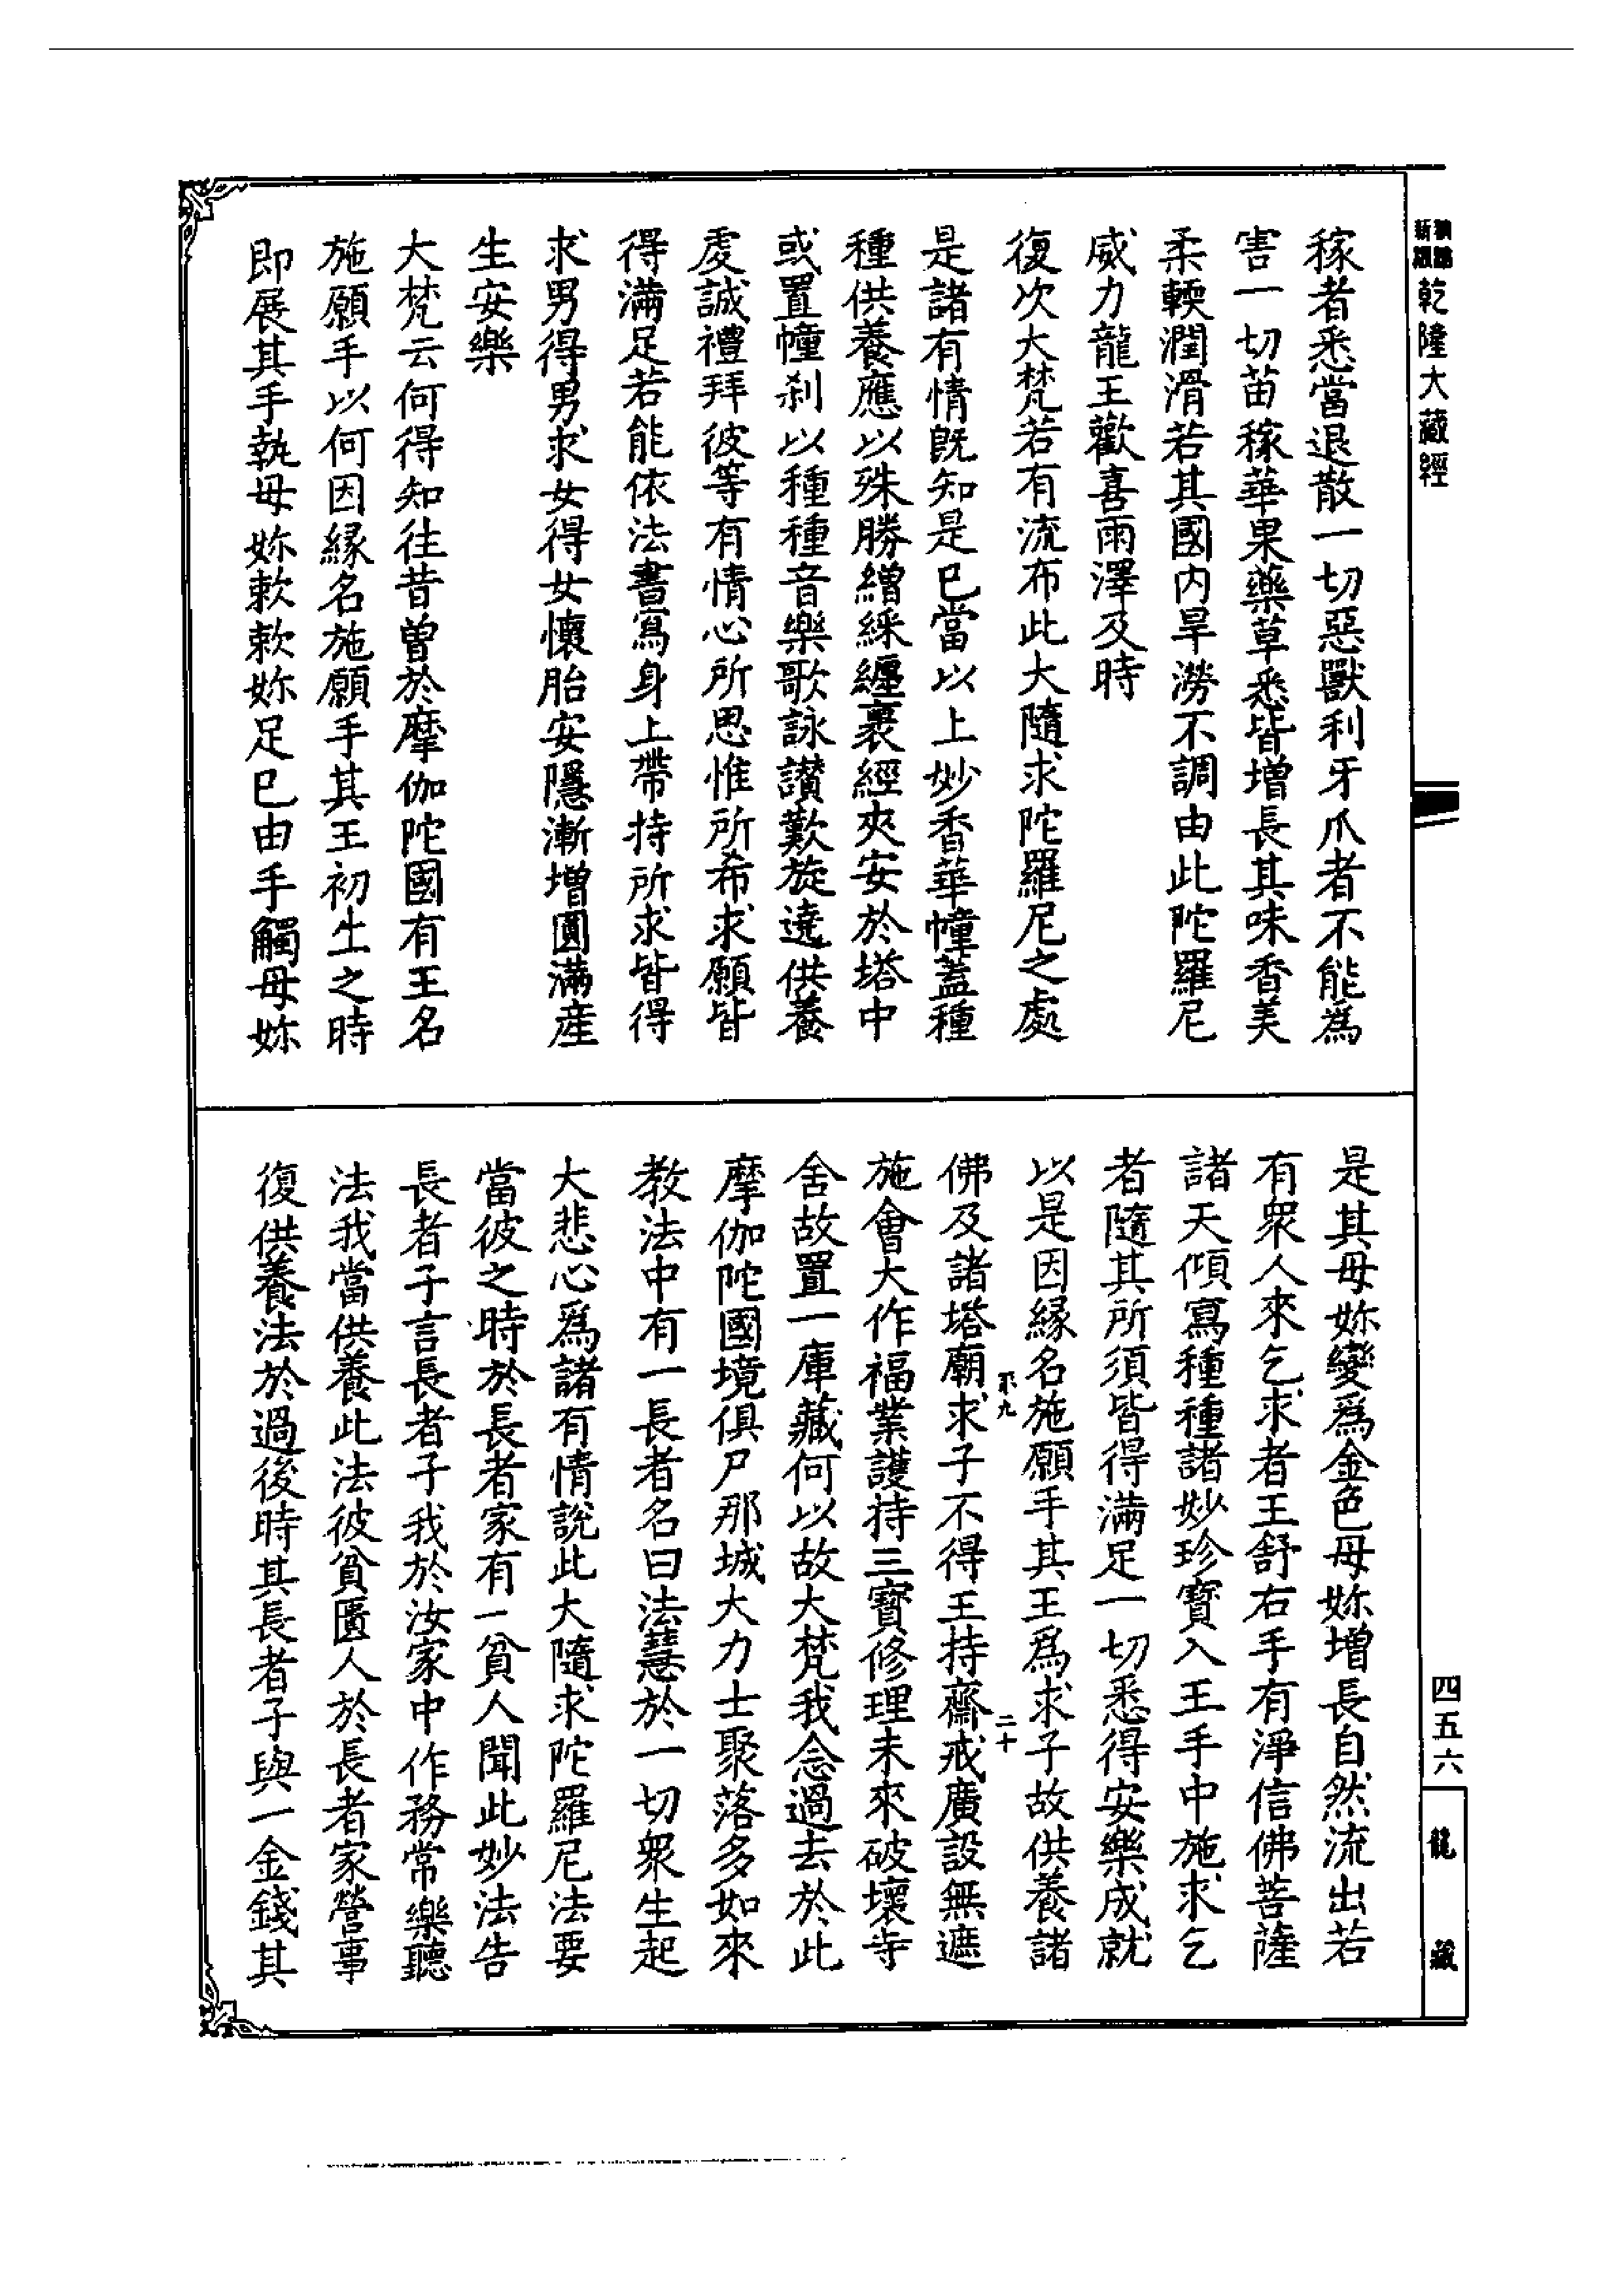 乾隆大藏經
稼者悉當退散一切惡獸利牙爪者不能為
害一切苗稼華果藥草悉皆增長其味香美
柔輭潤滑若其國內旱澇不調由此陀羅尼
威力龍王歡喜雨澤及時
復次大梵若有流布此大隨求陀羅尼之處
是諸有情旣知是巳當以上妙香華幢蓋種
種供養應以殊勝繒綵纏裹經夾安於塔中
或置幢刹以種種音樂歌詠讃歎旋遶供養
䖍誠禮拜彼等有情心所思惟所希求願皆
得滿足若能依法書寫身上帶持所求皆得
求男得男求女得女懷胎安隱漸增圓滿産
生安樂
大梵云何得知往昔曾於摩伽陀國有王名
施願手以何因緣名施願手其王初生之時
即展其手執母妳𢽟𢽟妳足巳由手觸母妳
是其母妳變爲金色母妳增長自然流出若
有衆人來乞求者王舒右手有淨信佛菩薩
諸天傾寫種種諸妙珍寶入王手中施求乞
者隨其所須皆得滿足一切悉得安樂成就
以是因緣名施願手其王爲求子故供養諸
佛及諸塔廟求子不得王持齋戒廣設無遮
施會大作福業護持三寶修理未來破壞寺
舍故置一庫藏何以故大梵我念過去於此
摩伽陀國境俱尸那城大力士聚落多如來
教法中有一長者名曰法慧於一切衆生起
大悲心爲諸有情說此大隨求陀羅尼法要
當彼之時於長者家有一貧人聞此妙法告
長者子言長者子我於汝家中作務常樂聽
法我當供養此法彼貧匱人於長者家營事
復供養法於過後時其長者子與一金錢其
二十
四五六
龍藏